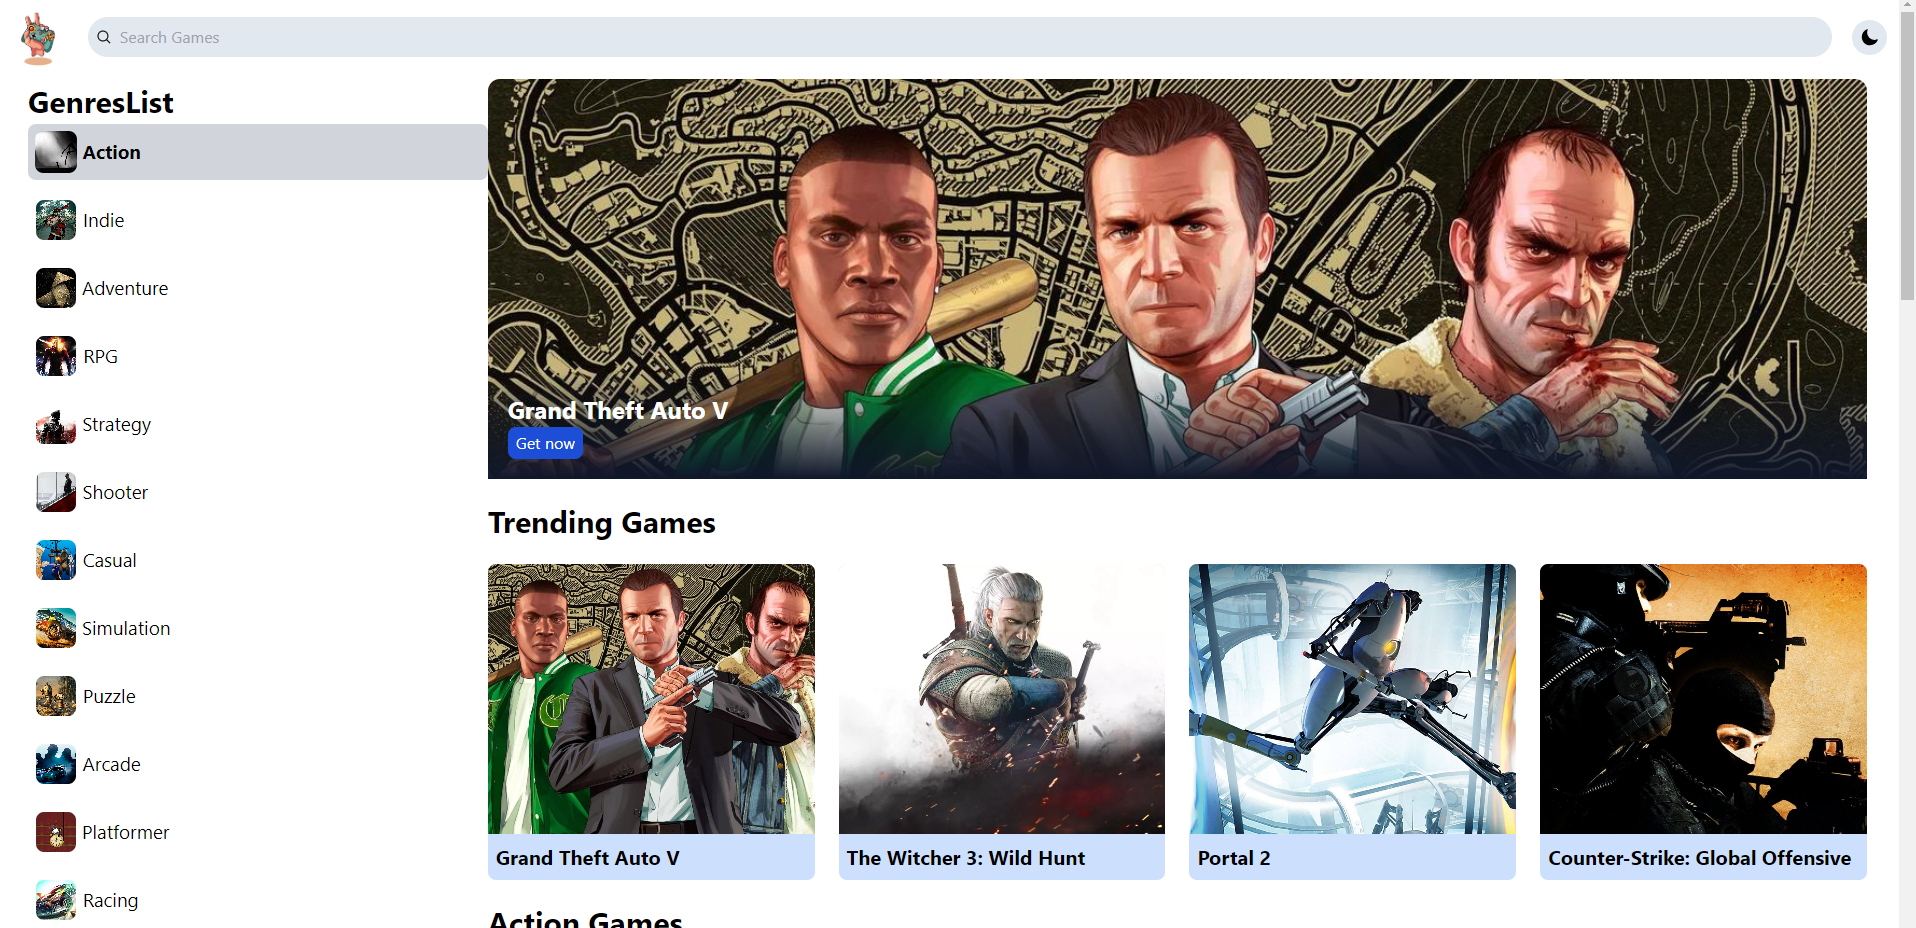 Search Games
GenresList
Action
Indie
Adventure
RPG
Strategy
Shooter
Casual
Simulation
Puzzle
Arcade
Platformer
Racing
Grand Theft Auto V
Get now
Trending Games
Grand Theft Auto V
The Witcher 3: Wild Hunt
Portal 2
Counter-Strike: Global Offensive
Action Games